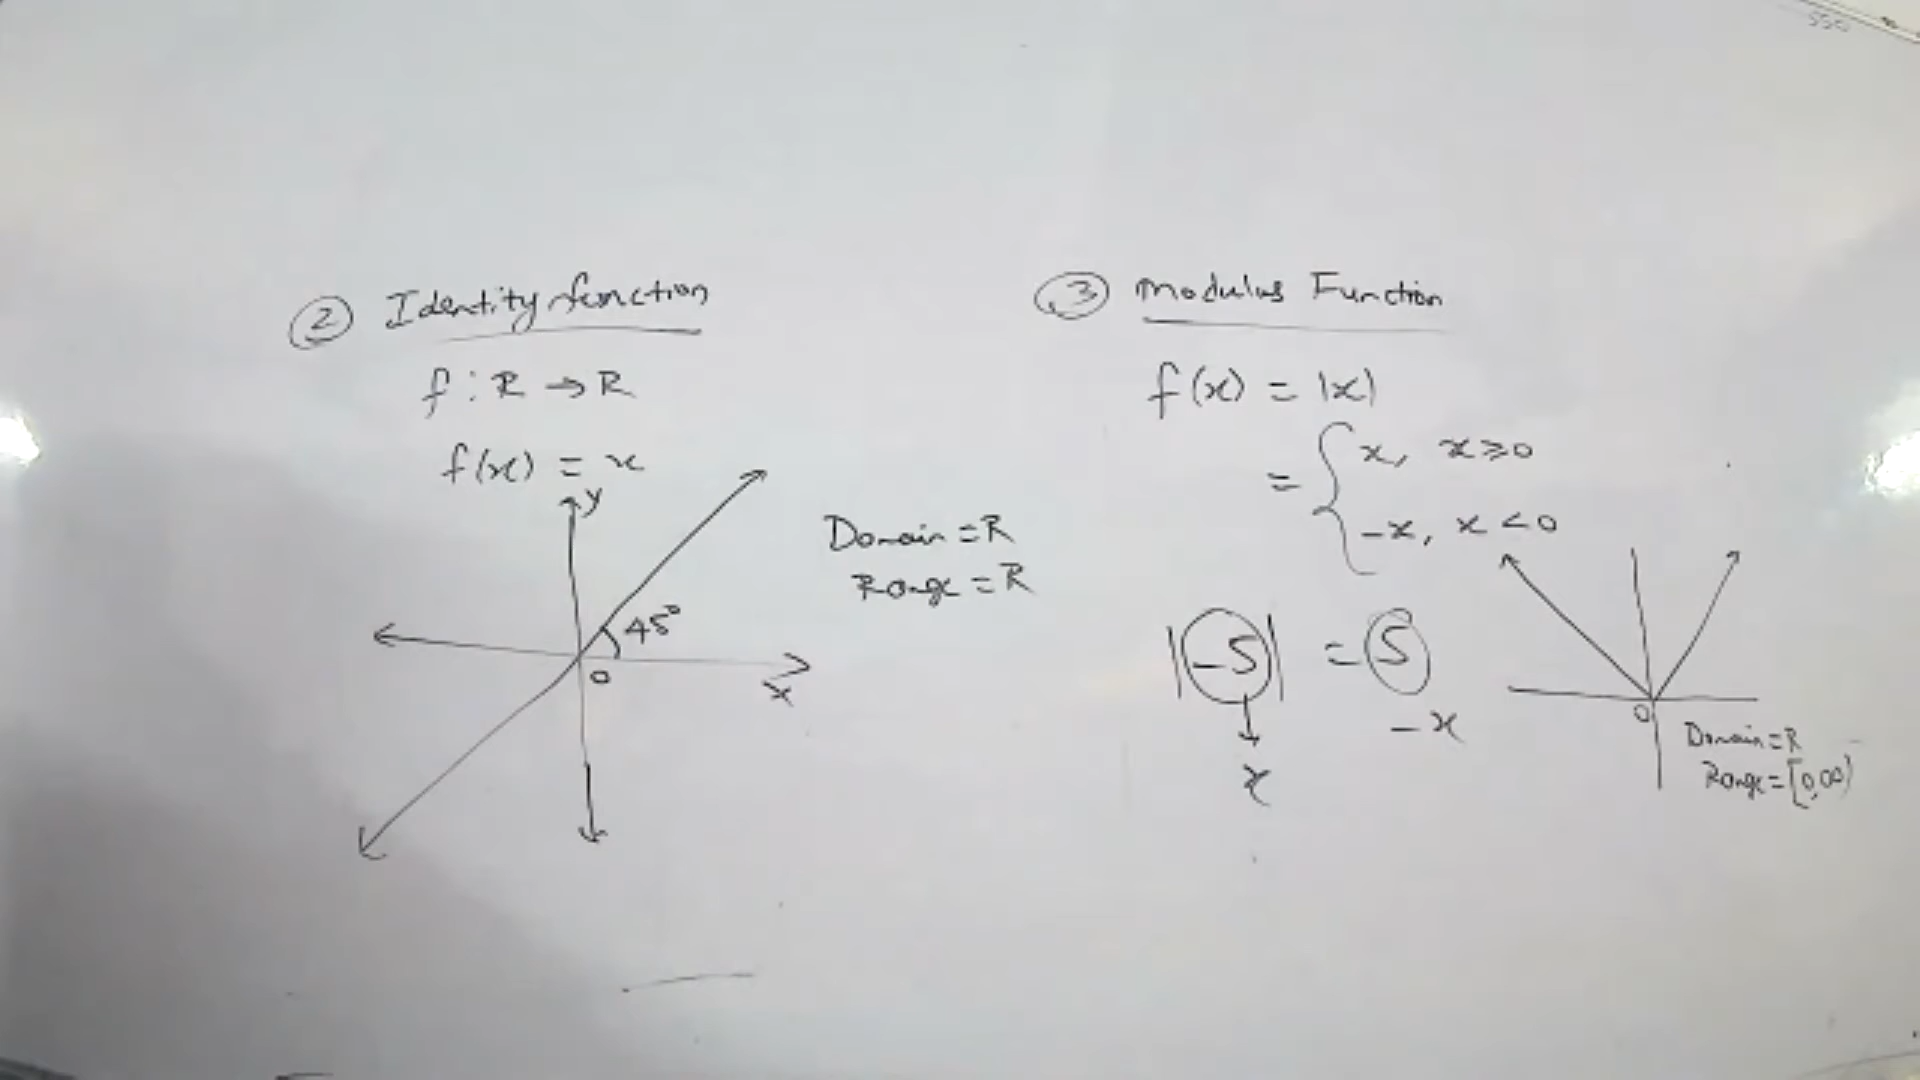 ② Identity function
f : R → R
f(x) = x
y
45°
0
x
Domain = R
Range = R
③ Modulus Function
f(x) = |x|
= { x, x ≥ 0
-x, x < 0
|-5| = 5
-x
x
0
Domain = R
Range = [0,∞)